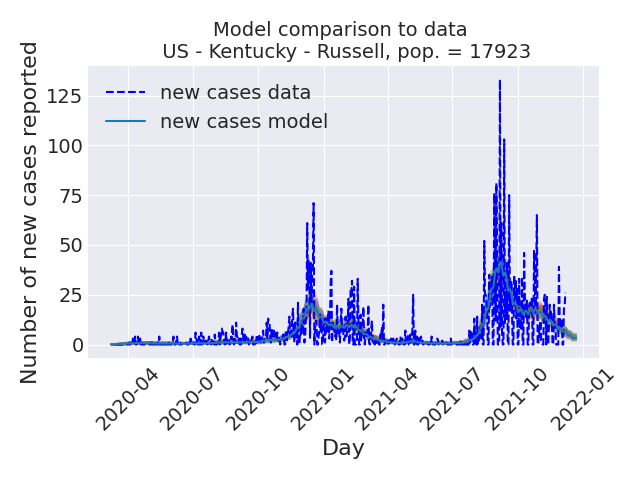 Model comparison to data
US - Kentucky - Russell, pop. = 17923
Number of new cases reported
125
100
75
50
25
0
new cases data
new cases model
2020-04
2020-07
2020-10
2021-01
2021-04
2021-07
2021-10
2022-01
Day